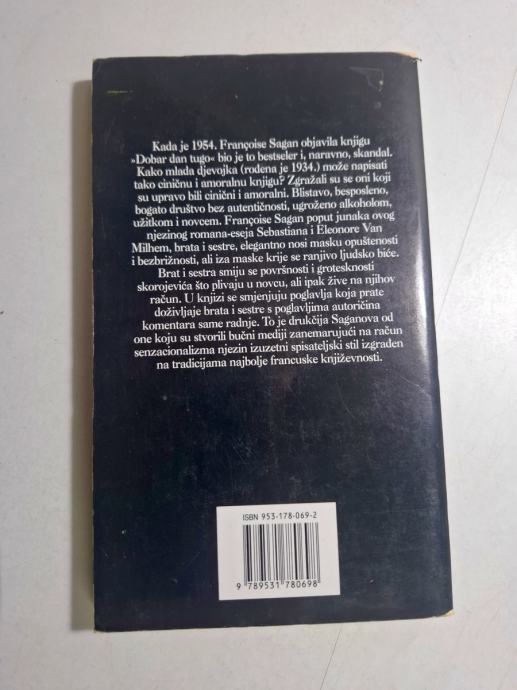 Kada je 1954. Françoise Sagan objavila knjigu
»Dobar dan tugo« bio je to bestseler i, naravno, skandal.
Kako mlada djevojka (rođena je 1934.) može napisati
tako ciničnu i amoralnu knjigu? Zgražali su se oni koji
su upravo bili cinični i amoralni. Blistavo, besposleno,
bogato društvo bez autentičnosti, ugroženo alkoholom,
užitkom i novcem. Françoise Sagan poput junaka ovog
njezinog romana-eseja Sebastiana i Eleonore Van
Milhem, brata i sestre, elegantno nosi masku opuštenosti
i bezbrižnosti, ali iza maske krije se ranjivo ljudsko biće.
Brat i sestra smiju se površnosti i grotesknosti
skorojevića što plivaju u novcu, ali ipak žive na njihov
račun. U knjizi se smjenjuju poglavlja koja prate
doživljaje brata i sestre s poglavljima autoričina
komentara same radnje. To je drukčija Saganova od
one koju su stvorili bučni mediji zanemarujući na račun
senzacionalizma njezin izuzetni spisateljski stil izgrađen
na tradicijama najbolje francuske književnosti.
ISBN 953-178-069-2
9 789531 780698